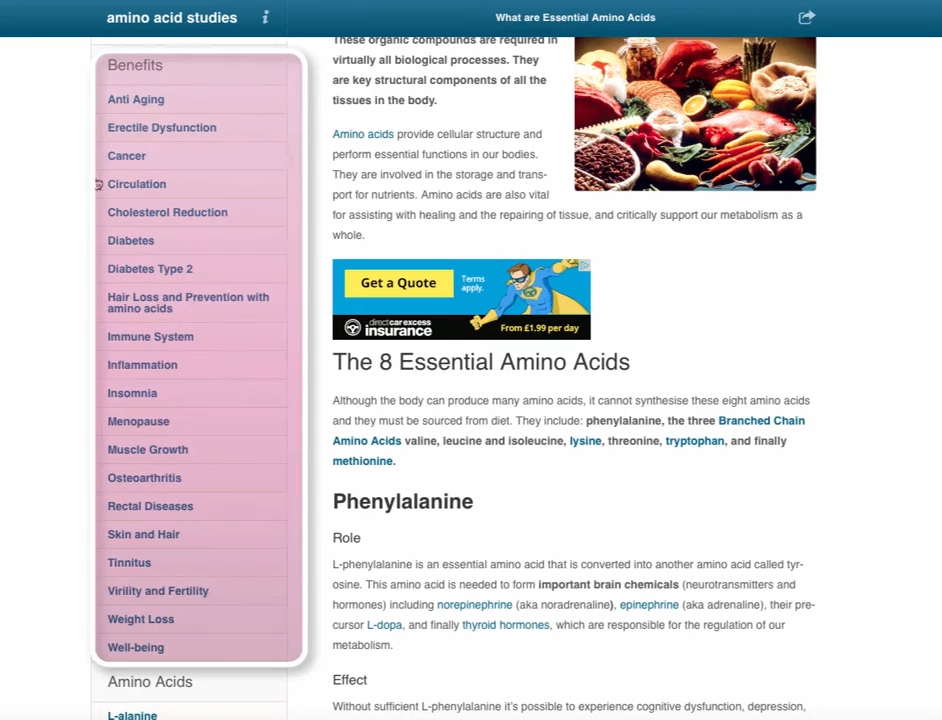 amino acid studies
i
What are Essential Amino Acids
Benefits
Anti Aging
Erectile Dysfunction
Cancer
Circulation
Cholesterol Reduction
Diabetes
Diabetes Type 2
Hair Loss and Prevention with
amino acids
Immune System
Inflammation
Insomnia
Menopause
Muscle Growth
Osteoarthritis
Rectal Diseases
Skin and Hair
Tinnitus
Virility and Fertility
Weight Loss
Well-being
Amino Acids
L-alanine
These organic compounds are required in
virtually all biological processes. They
are key structural components of all the
tissues in the body.
Amino acids provide cellular structure and
perform essential functions in our bodies.
They are involved in the storage and trans-
port for nutrients. Amino acids are also vital
for assisting with healing and the repairing of tissue, and critically support our metabolism as a
whole.
Get a Quote
Terms
apply.
directcarexcess
insurance
From £1.99 per day
The 8 Essential Amino Acids
Although the body can produce many amino acids, it cannot synthesise these eight amino acids
and they must be sourced from diet. They include: phenylalanine, the three Branched Chain
Amino Acids valine, leucine and isoleucine, lysine, threonine, tryptophan, and finally
methionine.
Phenylalanine
Role
L-phenylalanine is an essential amino acid that is converted into another amino acid called tyr-
osine. This amino acid is needed to form important brain chemicals (neurotransmitters and
hormones) including norepinephrine (aka noradrenaline), epinephrine (aka adrenaline), their pre-
cursor L-dopa, and finally thyroid hormones, which are responsible for the regulation of our
metabolism.
Effect
Without sufficient L-phenylalanine it's possible to experience cognitive dysfunction, depression,